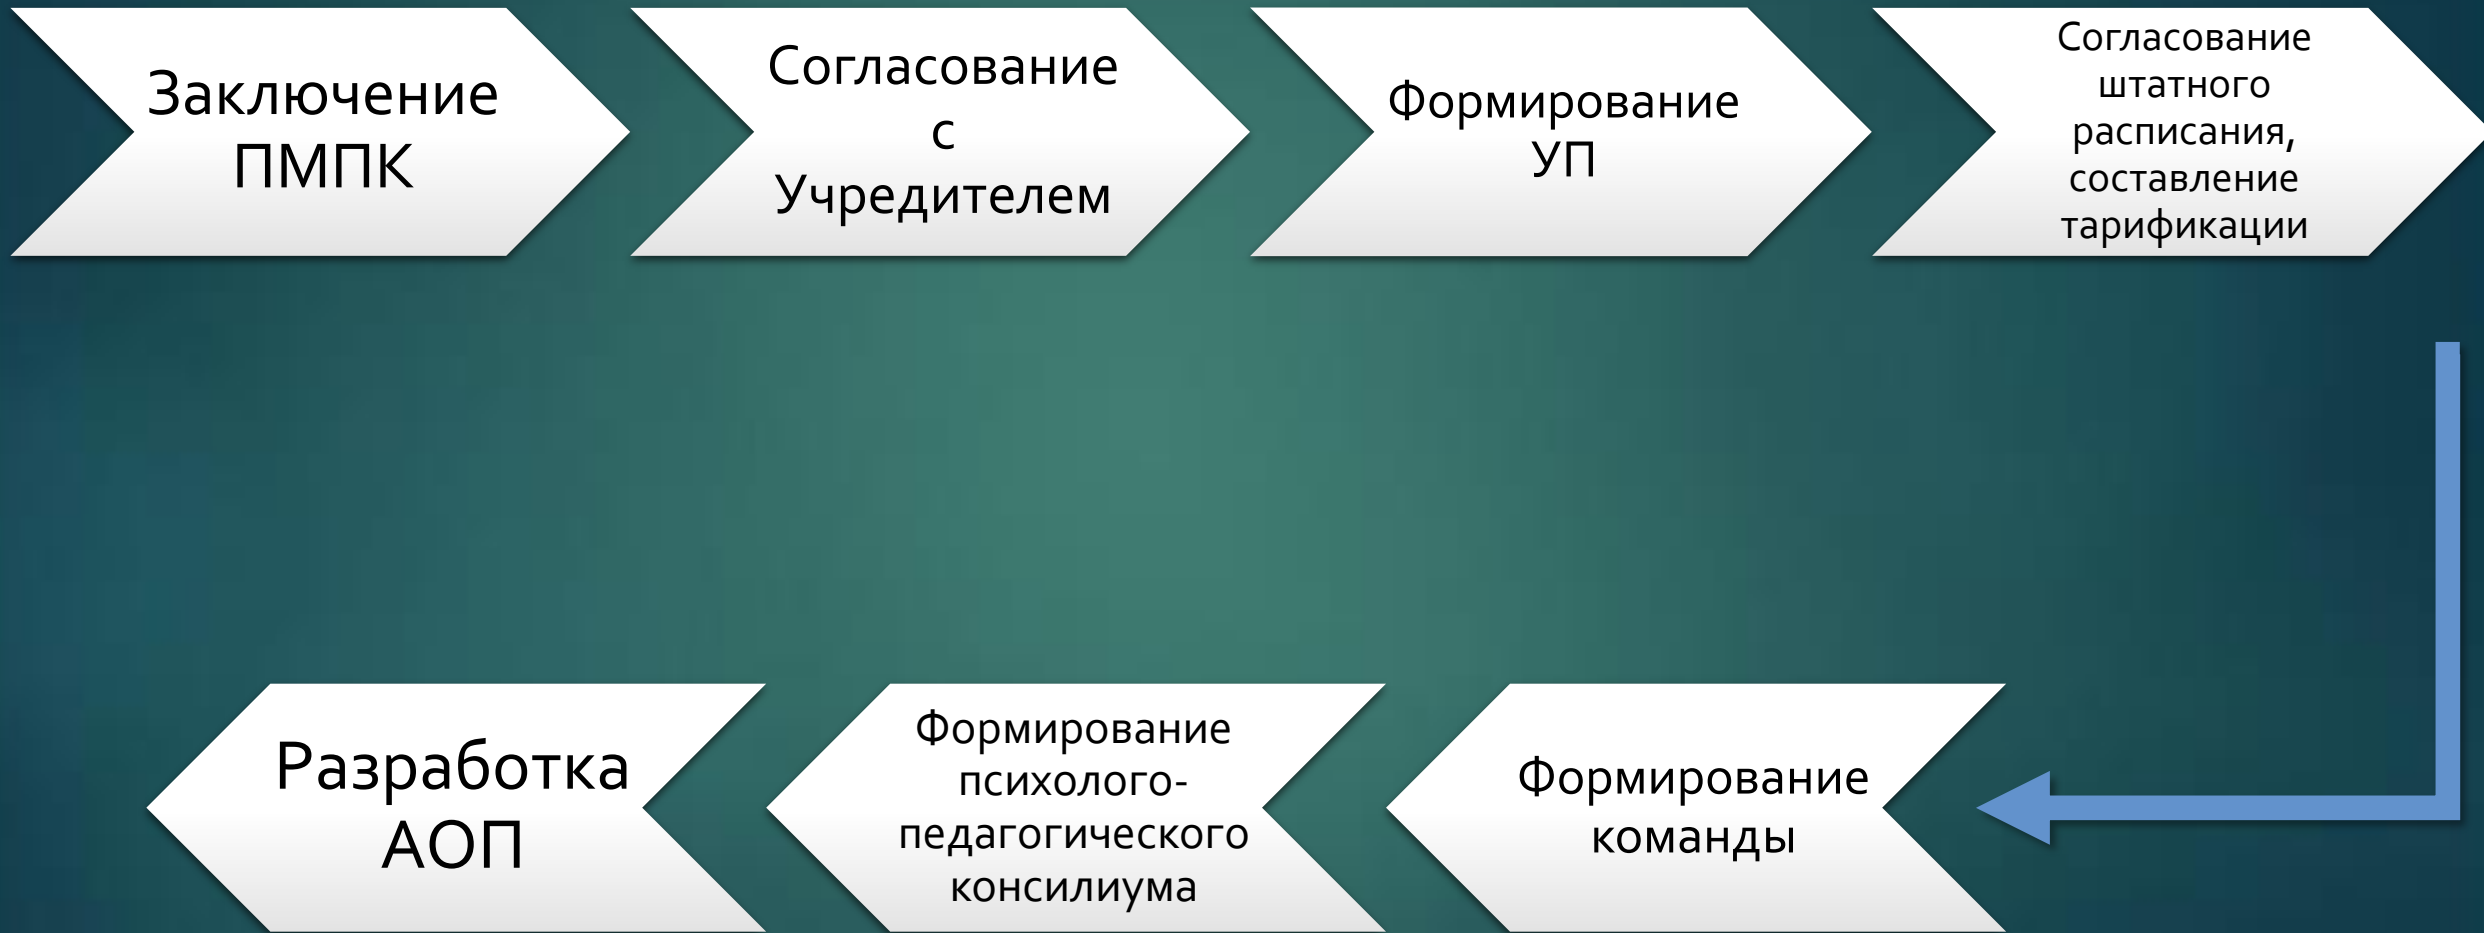 Заключение
ПМПК
Согласование
с
Учредителем
Формирование
УП
Согласование
штатного
расписания,
составление
тарификации
Формирование
команды
Формирование
психолого-
педагогического
консилиума
Разработка
АОП